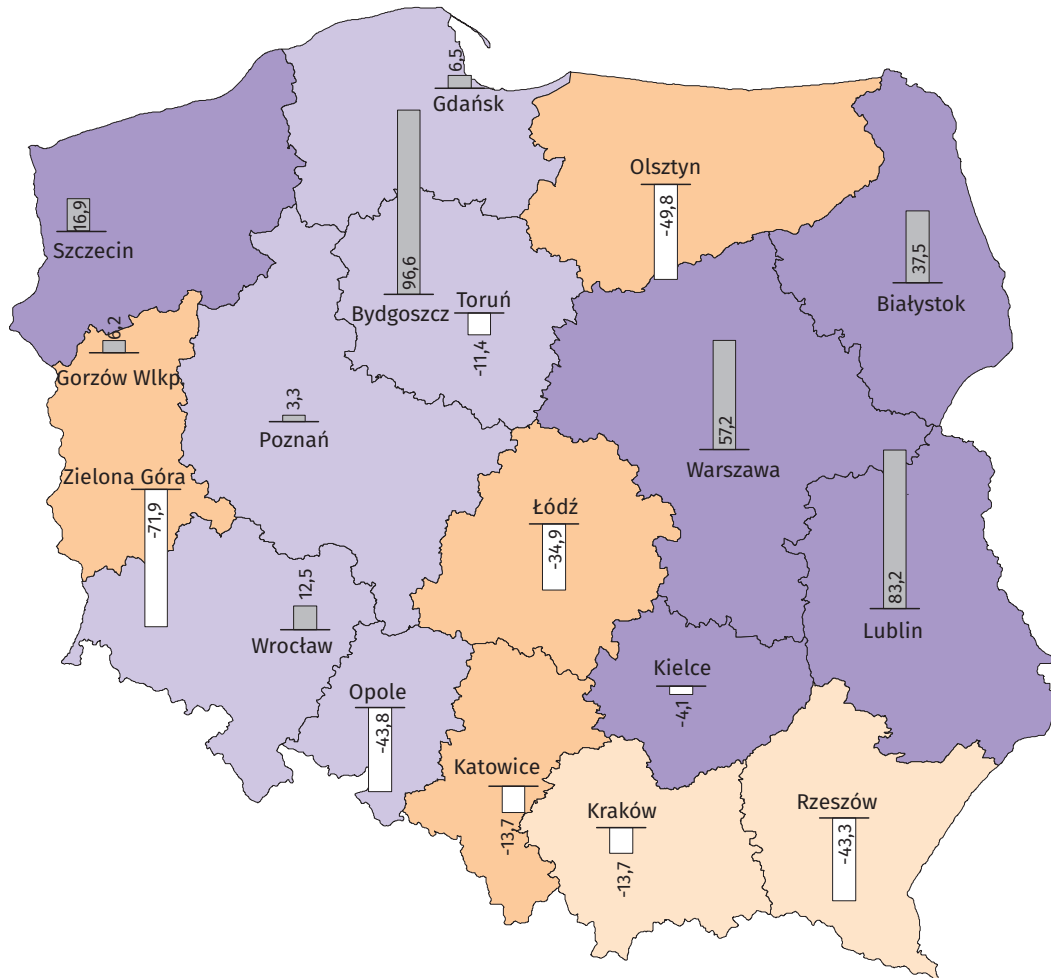 6,5
Gdańsk
Olsztyn
-49,8
16,9
Szczecin
96,6
Bydgoszcz
Toruń
-11,4
37,5
Białystok
6,2
Gorzów Wlkp.
3,3
Poznań
57,2
Warszawa
Zielona Góra
-71,9
Łódź
-34,9
83,2
Lublin
12,5
Wrocław
Kielce
-4,1
Opole
-43,8
Katowice
-13,7
Kraków
-13,7
Rzeszów
-43,3